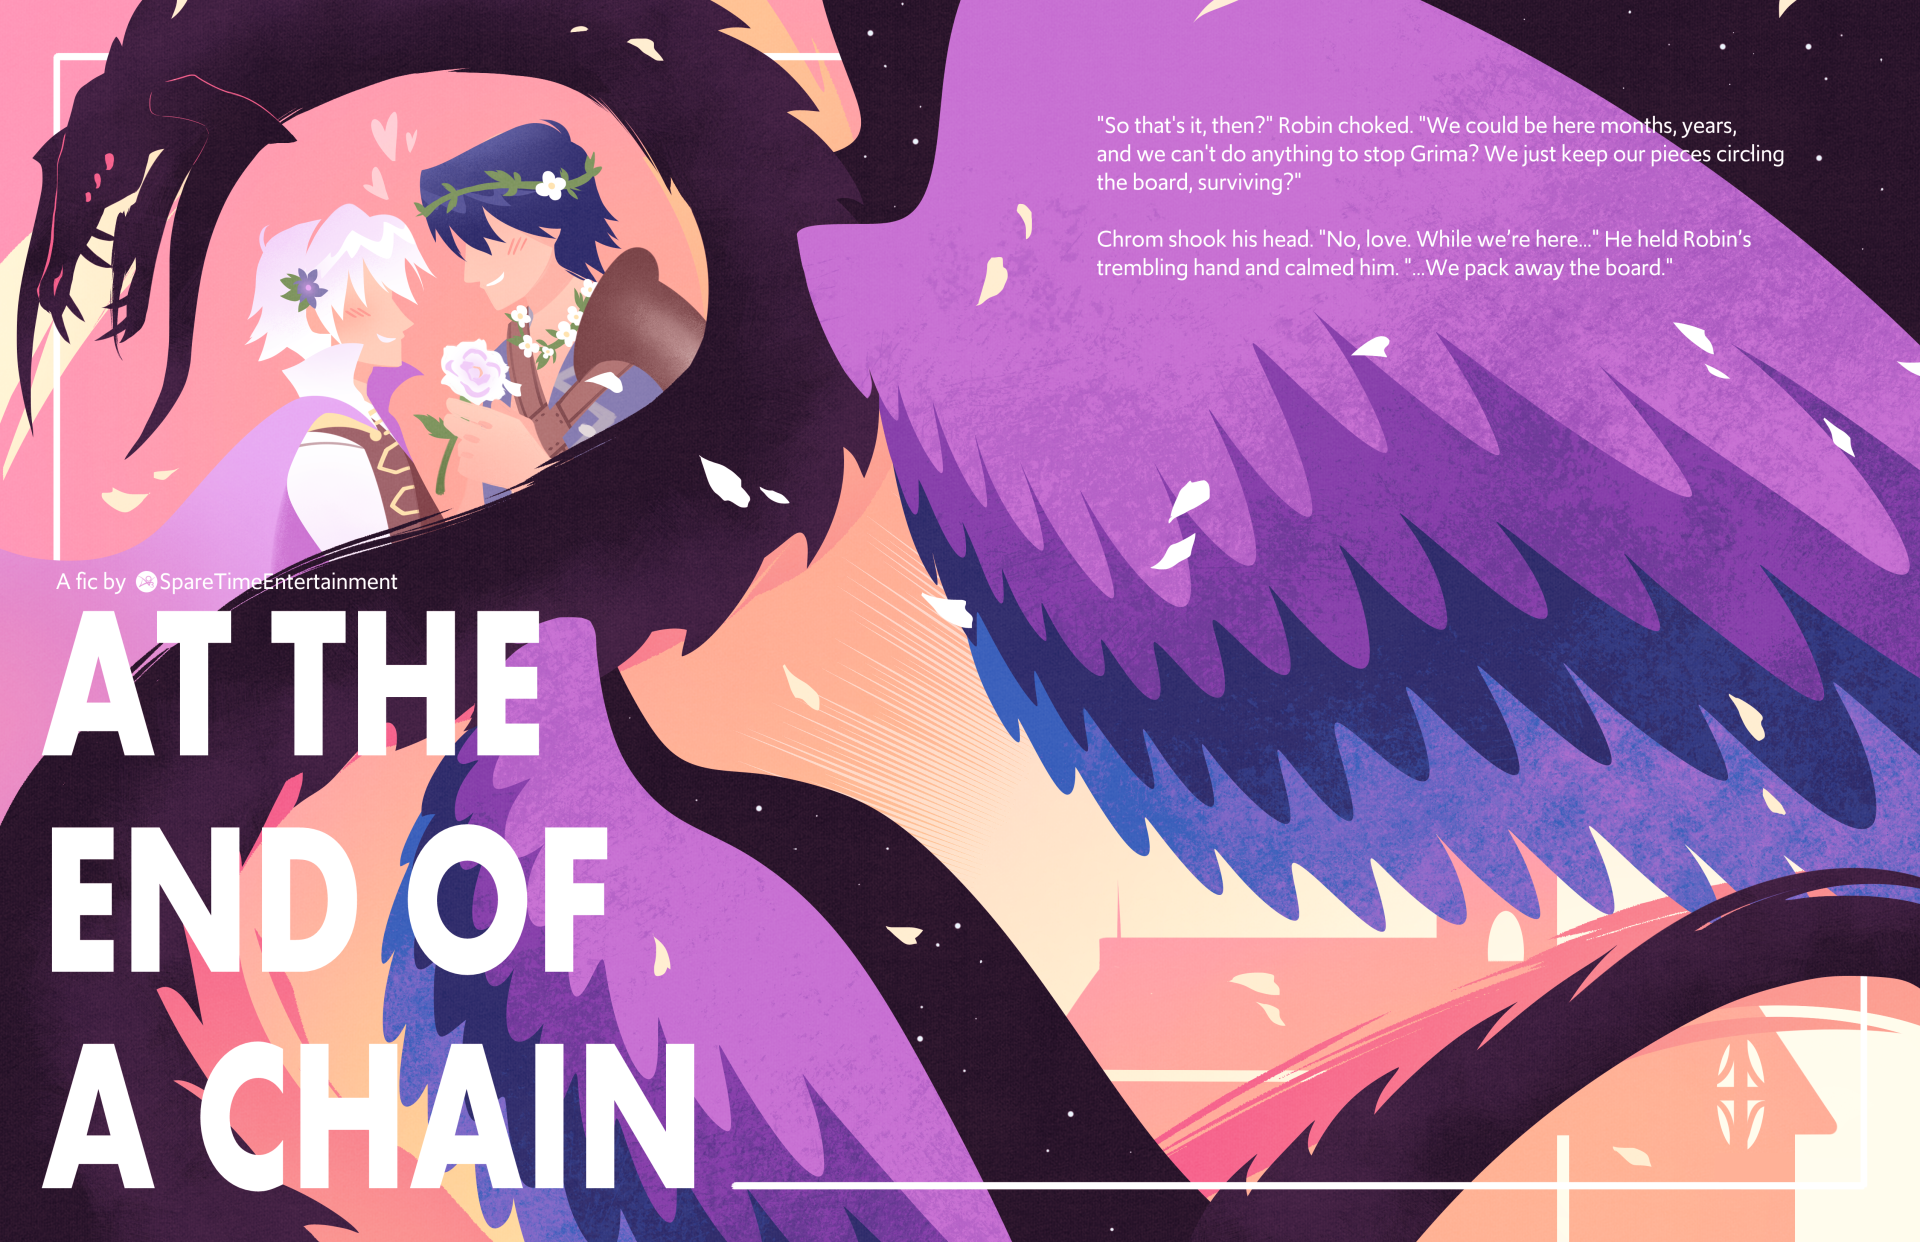 "So that's it, then?" Robin choked. "We could be here months, years,
and we can't do anything to stop Grima? We just keep our pieces circling
the board, surviving?"
Chrom shook his head. "No, love. While we’re here..." He held Robin’s
trembling hand and calmed him. "...We pack away the board."
A fic by SpareTimeEntertainment
AT THE
END OF
A CHAIN